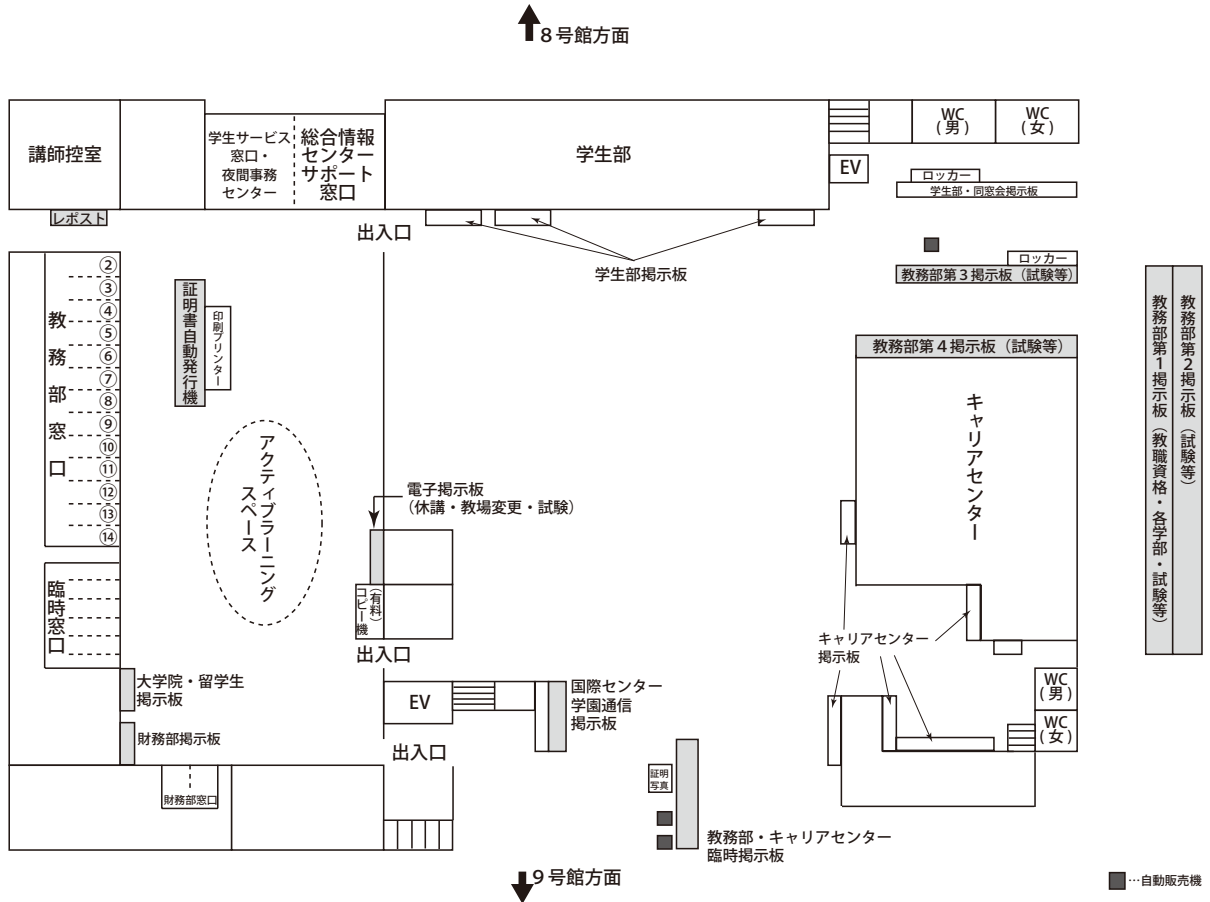 8号館方面
講師控室
学生サービス
窓口・
夜間事務
センター
総合情報
センター
サポート
窓口
学生部
EV
WC
(男)
WC
(女)
ロッカー
学生部・同窓会掲示板
レポスト
出入口
学生部掲示板
ロッカー
教務部第3掲示板(試験等)
教務部第4掲示板(試験等)
教務部第1掲示板(教職資格・各学部・試験等)
教務部第2掲示板(試験等)
教務部窓口
②
③
④
⑤
⑥
⑦
⑧
⑨
⑩
⑪
⑫
⑬
⑭
証明書自動発行機
印刷プリンター
アクティブラーニング
スペース
電子掲示板
(休講・教場変更・試験)
(有料)
コピー機
キャリアセンター
臨時窓口
出入口
キャリアセンター
掲示板
大学院・留学生
掲示板
財務部掲示板
EV
国際センター
学園通信
掲示板
WC
(男)
WC
(女)
出入口
財務部窓口
証明
写真
教務部・キャリアセンター
臨時掲示板
9号館方面
…自動販売機